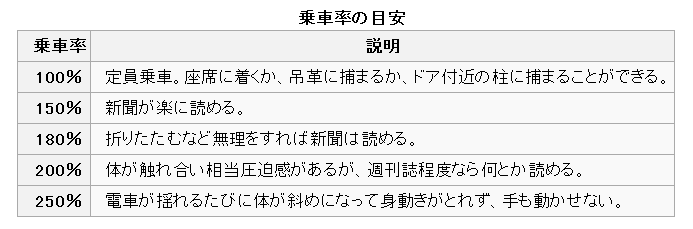 乗車率の目安
乗車率 説明
100% 定員乗車。座席に着くか、吊革に捕まるか、ドア付近の柱に捕まることができる。
150% 新聞が楽に読める。
180% 折りたたむなど無理をすれば新聞は読める。
200% 体が触れ合い相当圧迫感があるが、週刊誌程度なら何とか読める。
250% 電車が揺れるたびに体が斜めになって身動きがとれず、手も動かせない。